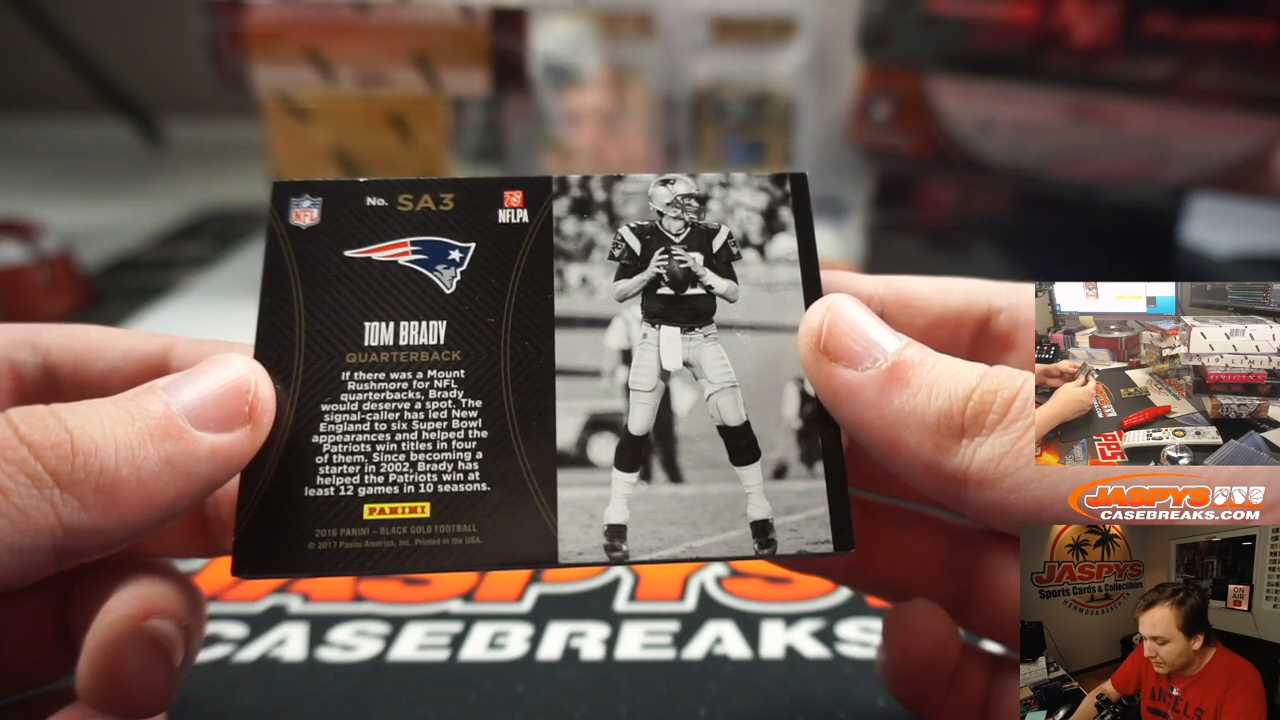 No. SA3
NFL
NFLPA
TOM BRADY
QUARTERBACK
If there was a Mount
Rushmore for NFL
quarterbacks, Brady
would deserve a spot. The
signal-caller has led New
England to six Super Bowl
appearances and helped the
Patriots win titles in four
of them. Since becoming a
starter in 2002, Brady has
helped the Patriots win at
least 12 games in 10 seasons.
PANINI
2016 PANINI – BLACK GOLD FOOTBALL
© 2017 Panini America, Inc. Printed in the USA.
JASPYS
CASEBREAKS
JASPYS
CASEBREAKS.COM
JASPYS
Sports Cards & Collectibles
HERMOSA BEACH, CA
ON
AIR
ANGELS